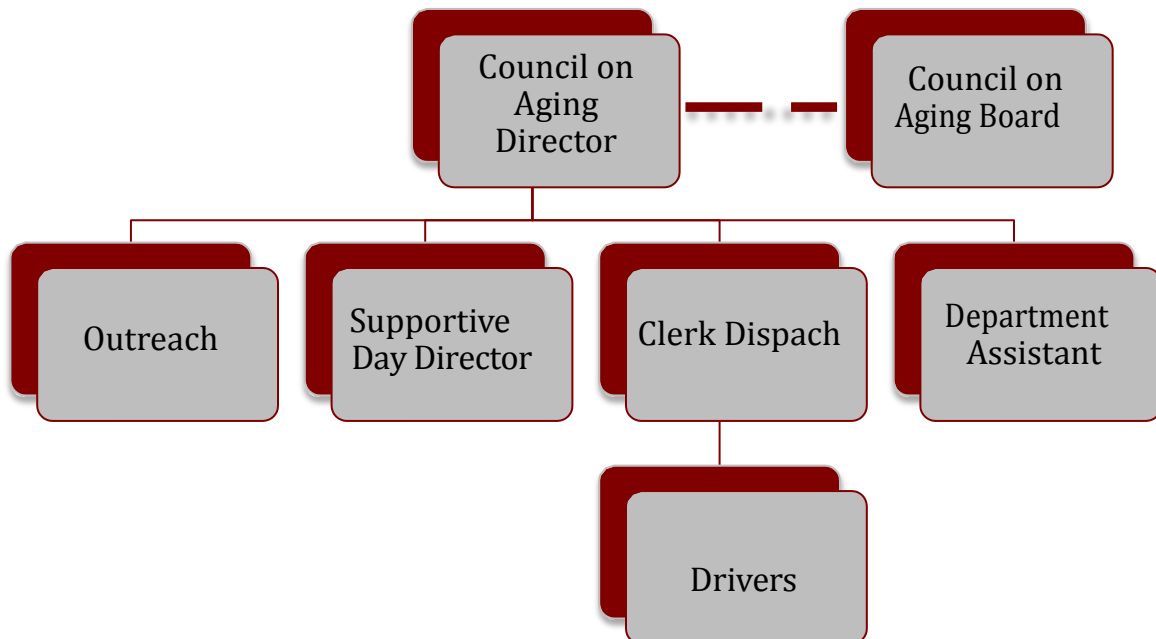 Council on
Aging
Director
Council on
Aging Board
Outreach
Supportive
Day Director
Clerk Dispach
Department
Assistant
Drivers